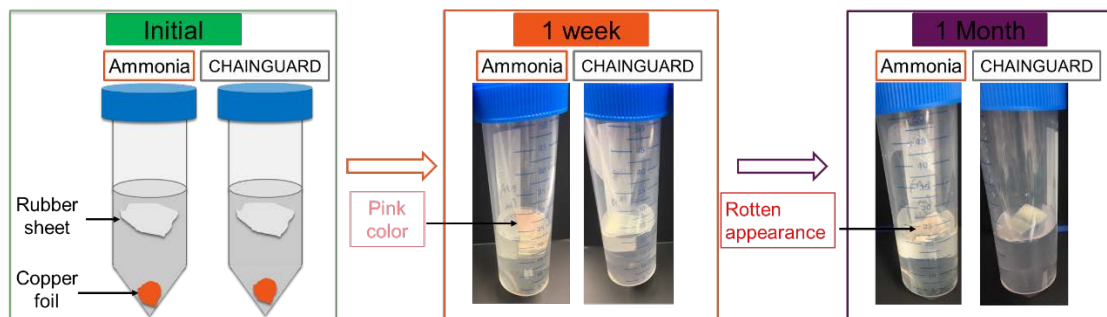 Initial
Ammonia
CHAINGUARD
Rubber
sheet
Copper
foil
1 week
Ammonia
CHAINGUARD
Pink
color
1 Month
Ammonia
CHAINGUARD
Rotten
appearance